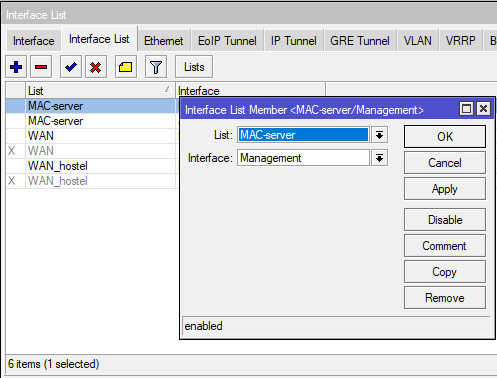 Interface List
Interface Interface List Ethernet EoIP Tunnel IP Tunnel GRE Tunnel VLAN VRRP
Lists
List Interface
MAC-server
MAC-server
WAN
X WAN
WAN_hostel
X WAN_hostel
Interface List Member <MAC-server/Management>
List: MAC-server
Interface: Management
OK
Cancel
Apply
Disable
Comment
Copy
Remove
enabled
6 items (1 selected)